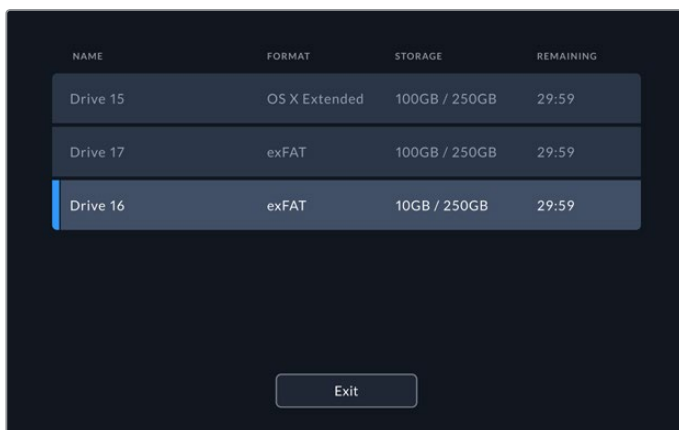 NAME FORMAT STORAGE REMAINING
Drive 15 OS X Extended 100GB / 250GB 29:59
Drive 17 exFAT 100GB / 250GB 29:59
Drive 16 exFAT 10GB / 250GB 29:59
Exit